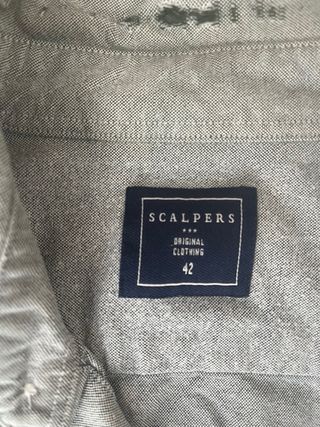 SCALPERS
***
ORIGINAL
CLOTHING
42